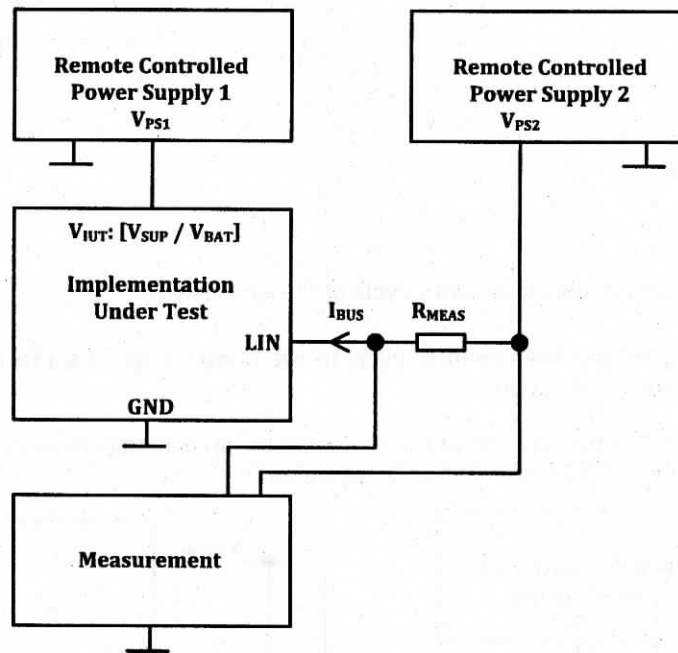 Remote Controlled
Power Supply 1
VPS1
Remote Controlled
Power Supply 2
VPS2
VIUT: [VSUP / VBAT]
Implementation
Under Test
IBUS
RMEAS
LIN
GND
Measurement